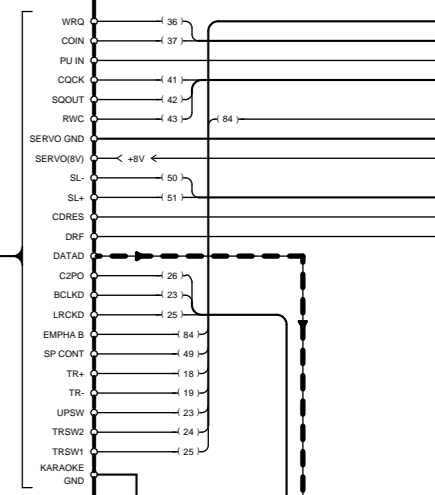 WRQ ( 36 )
COIN ( 37 )
PU IN
CQCK ( 41 )
SQOUT ( 42 )
RWC ( 43 ) ( 84 )
SERVO GND
SERVO(8V) +8V
SL- ( 50 )
SL+ ( 51 )
CDRES
DRF
DATAD
C2PO ( 26 )
BCLKD ( 23 )
LRCKD ( 25 )
EMPHA B ( 84 )
SP CONT ( 49 )
TR+ ( 18 )
TR- ( 19 )
UPSW ( 23 )
TRSW2 ( 24 )
TRSW1 ( 25 )
KARAOKE
GND